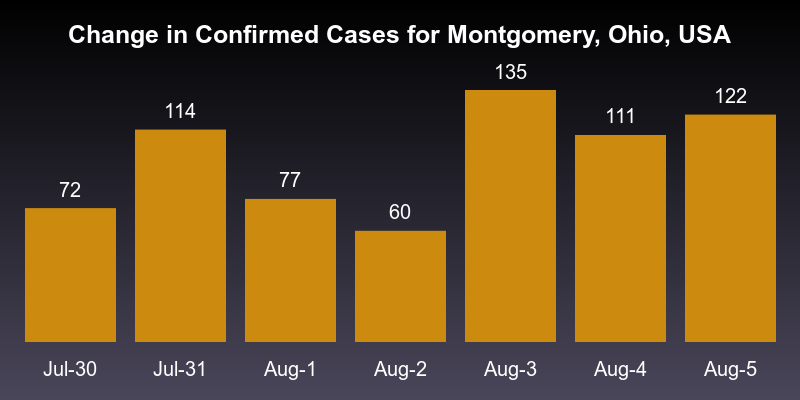 Change in Confirmed Cases for Montgomery, Ohio, USA
72
114
77
60
135
111
122
Jul-30
Jul-31
Aug-1
Aug-2
Aug-3
Aug-4
Aug-5